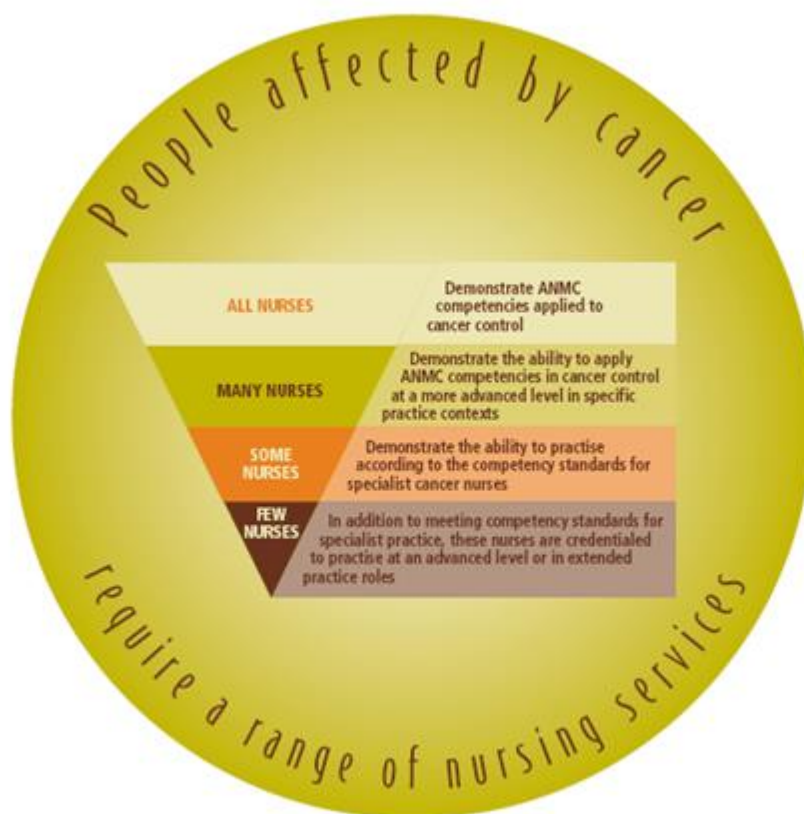 People affected by cancer
ALL NURSES
Demonstrate ANMC
competencies applied to
cancer control
MANY NURSES
Demonstrate the ability to apply
ANMC competencies in cancer control
at a more advanced level in specific
practice contexts
SOME
NURSES
Demonstrate the ability to practise
according to the competency standards for
specialist cancer nurses
FEW
NURSES
In addition to meeting competency standards for
specialist practice, these nurses are credentialed
to practise at an advanced level or in extended
practice roles
require a range of nursing services